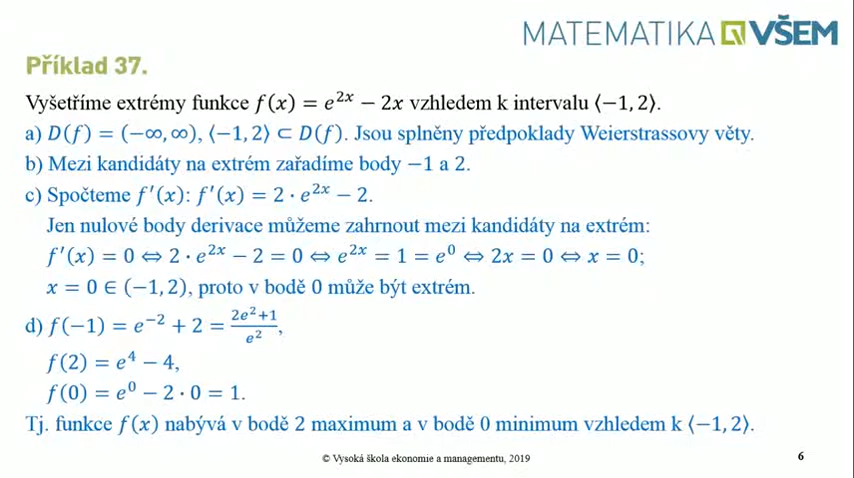 MATEMATIKA VŠEM
Příklad 37.
Vyšetříme extrémy funkce f(x) = e^{2x} − 2x vzhledem k intervalu ⟨−1, 2⟩.
a) D(f) = (−∞, ∞), ⟨−1, 2⟩ ⊂ D(f). Jsou splněny předpoklady Weierstrassovy věty.
b) Mezi kandidáty na extrém zařadíme body −1 a 2.
c) Spočteme f′(x): f′(x) = 2 · e^{2x} − 2.
Jen nulové body derivace můžeme zahrnout mezi kandidáty na extrém:
f′(x) = 0 ⇔ 2 · e^{2x} − 2 = 0 ⇔ e^{2x} = 1 = e^0 ⇔ 2x = 0 ⇔ x = 0;
x = 0 ∈ (−1, 2), proto v bodě 0 může být extrém.
d) f(−1) = e^{−2} + 2 = \frac{2e^2+1}{e^2},
f(2) = e^4 − 4,
f(0) = e^0 − 2 · 0 = 1.
Tj. funkce f(x) nabývá v bodě 2 maximum a v bodě 0 minimum vzhledem k ⟨−1, 2⟩.
© Vysoká škola ekonomie a managementu, 2019
6